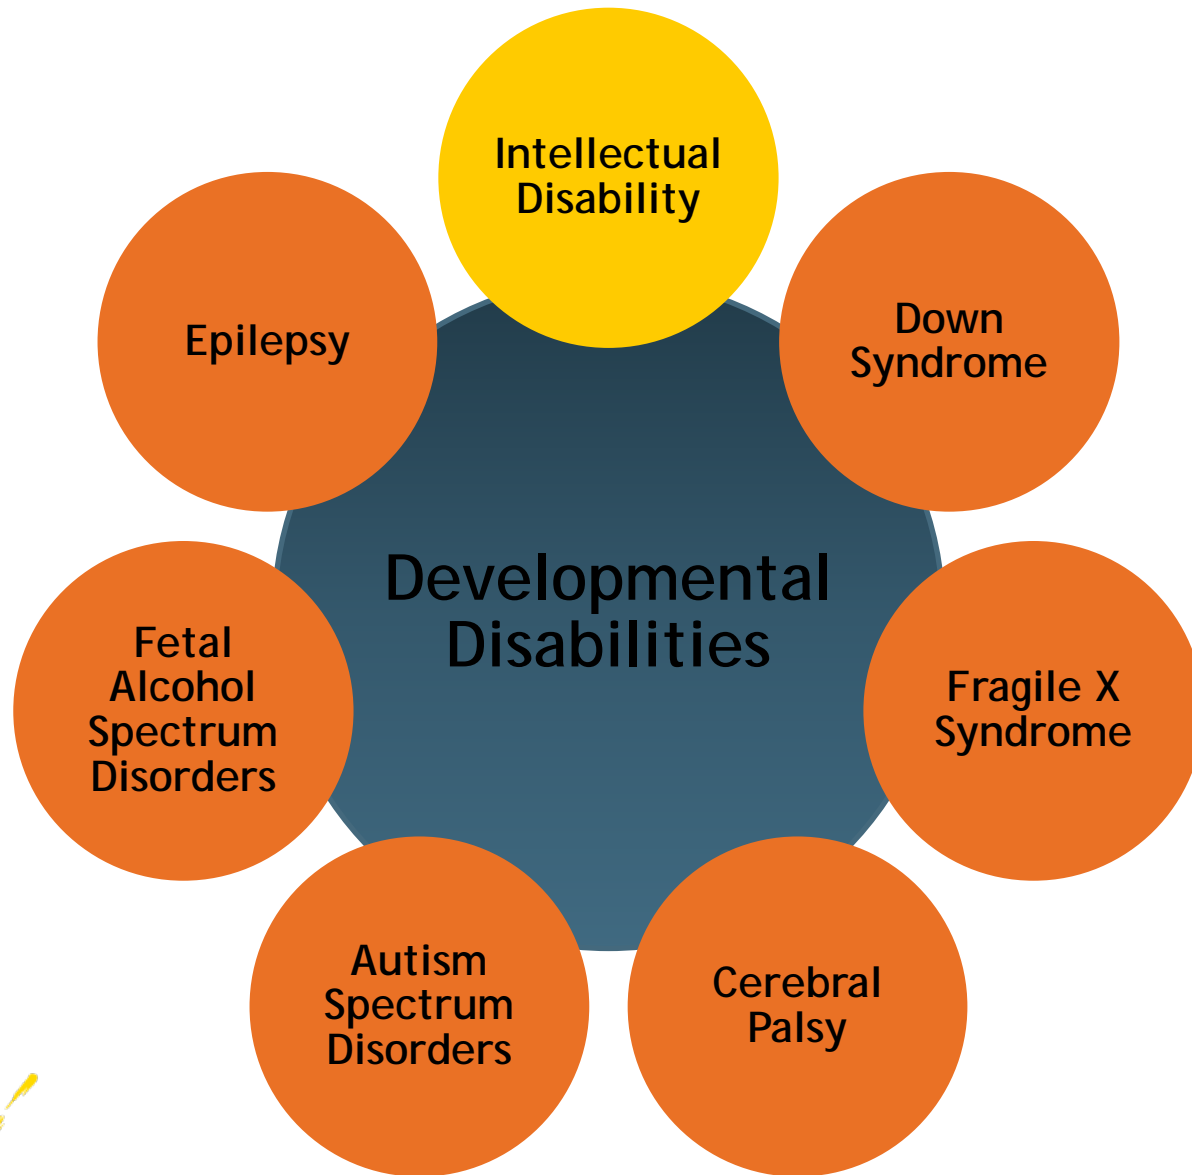 Intellectual
Disability
Epilepsy
Down
Syndrome
Developmental
Disabilities
Fetal
Alcohol
Spectrum
Disorders
Fragile X
Syndrome
Autism
Spectrum
Disorders
Cerebral
Palsy